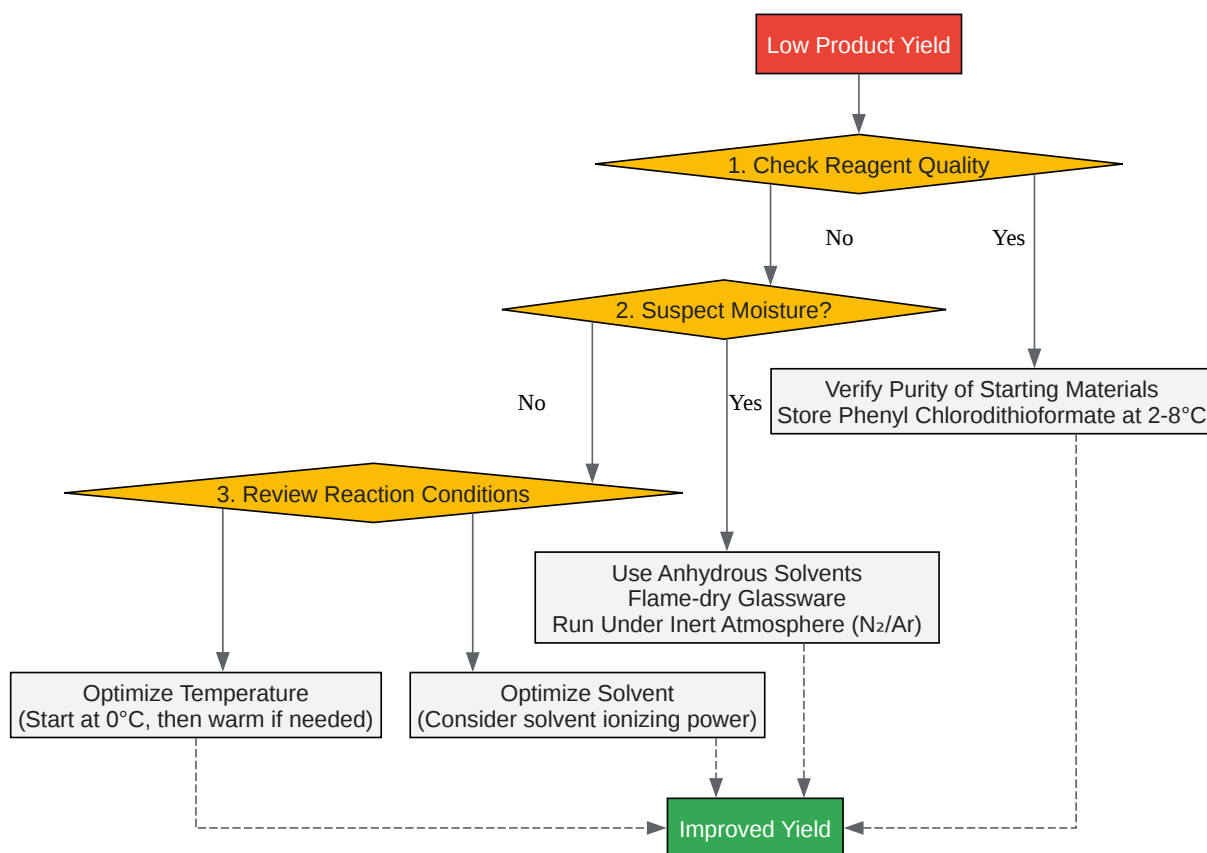 Low Product Yield
1. Check Reagent Quality
No
Yes
2. Suspect Moisture?
Verify Purity of Starting Materials
Store Phenyl Chlorodithioformate at 2-8°C
No
Yes
3. Review Reaction Conditions
Use Anhydrous Solvents
Flame-dry Glassware
Run Under Inert Atmosphere (N₂/Ar)
Optimize Temperature
(Start at 0°C, then warm if needed)
Optimize Solvent
(Consider solvent ionizing power)
Improved Yield